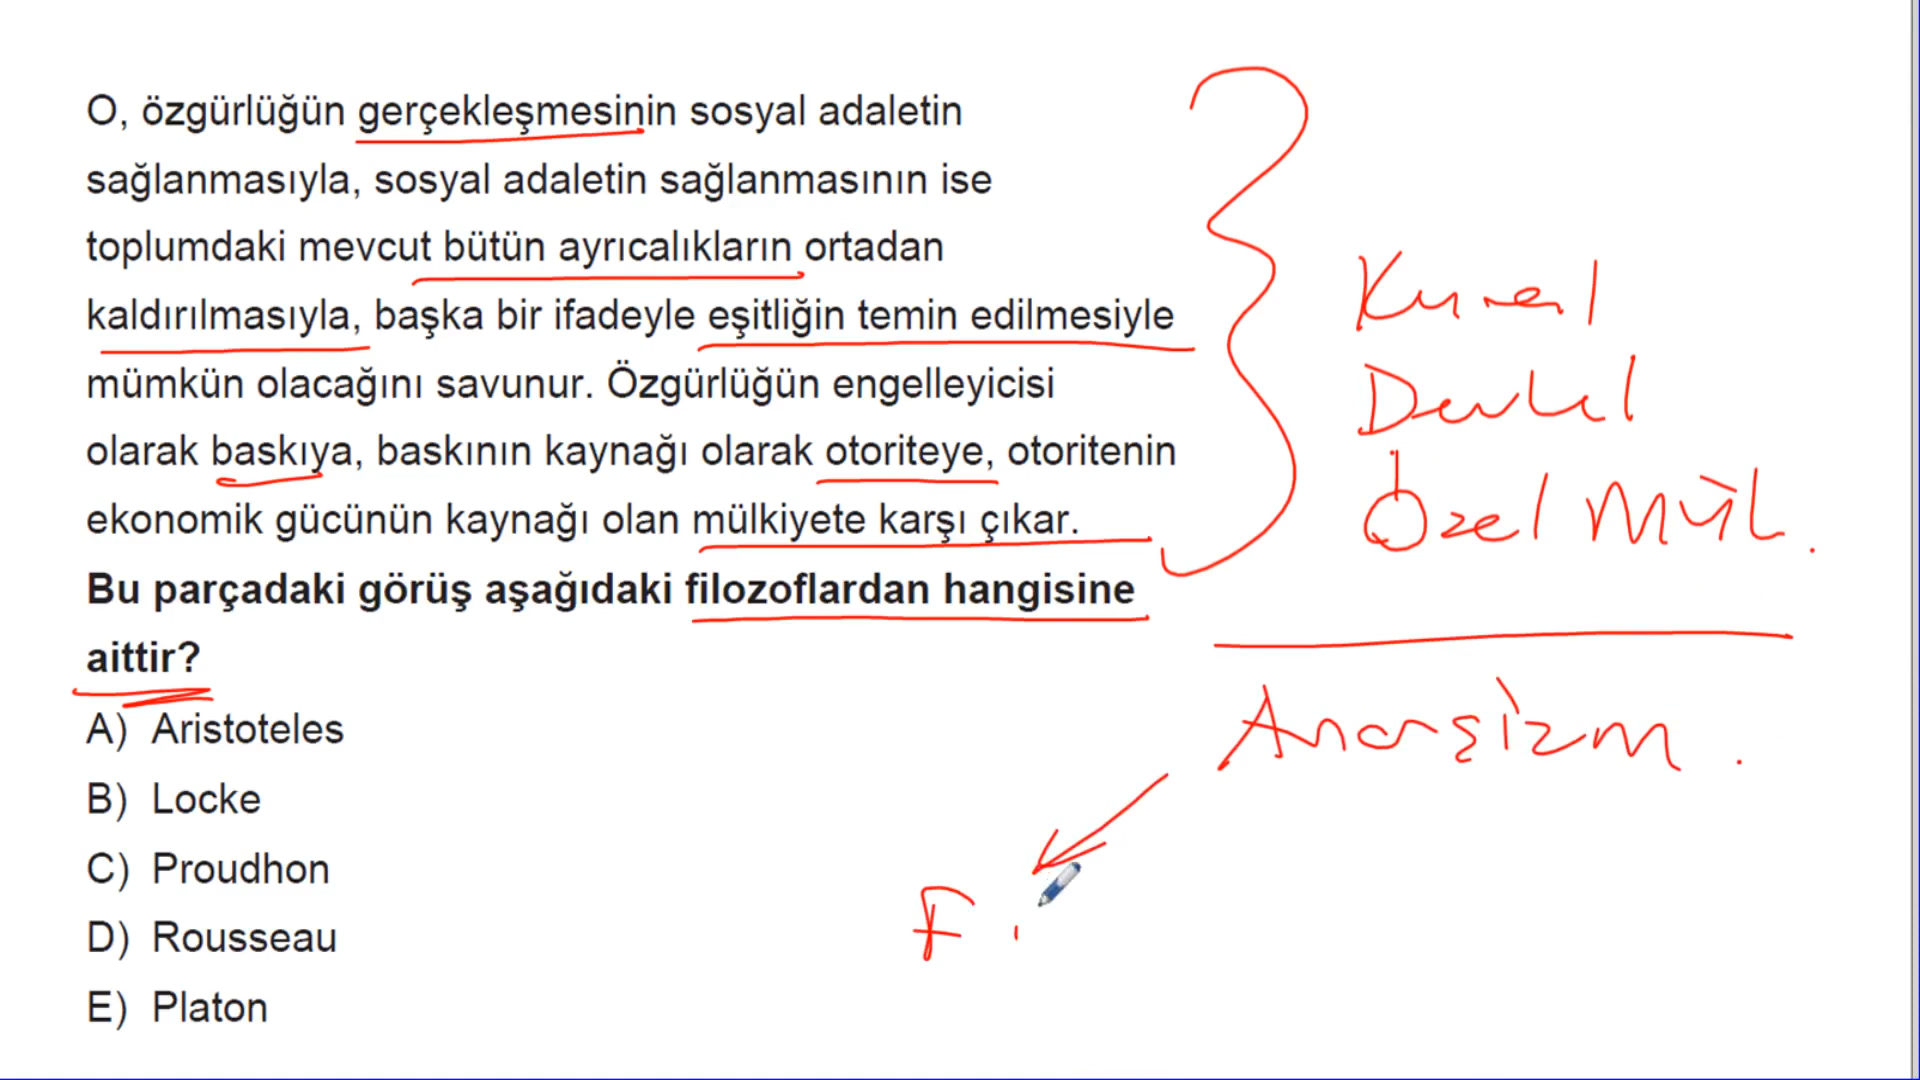 O, özgürlüğün gerçekleşmesinin sosyal adaletin
sağlanmasıyla, sosyal adaletin sağlanmasının ise
toplumdaki mevcut bütün ayrıcalıkların ortadan
kaldırılmasıyla, başka bir ifadeyle eşitliğin temin edilmesiyle
mümkün olacağını savunur. Özgürlüğün engelleyicisi
olarak baskıya, baskının kaynağı olarak otoriteye, otoritenin
ekonomik gücünün kaynağı olan mülkiyete karşı çıkar.
Bu parçadaki görüş aşağıdaki filozoflardan hangisine
aittir?
A) Aristoteles
B) Locke
C) Proudhon
D) Rousseau
E) Platon
Kural
Devlet
Özel Mül.
Anarşizm.
F